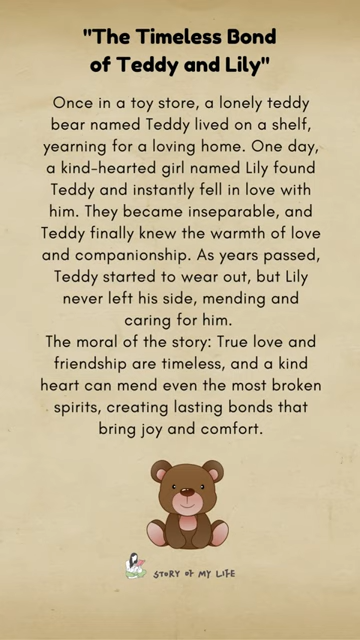 "The Timeless Bond
of Teddy and Lily"
Once in a toy store, a lonely teddy
bear named Teddy lived on a shelf,
yearning for a loving home. One day,
a kind-hearted girl named Lily found
Teddy and instantly fell in love with
him. They became inseparable, and
Teddy finally knew the warmth of love
and companionship. As years passed,
Teddy started to wear out, but Lily
never left his side, mending and
caring for him.
The moral of the story: True love and
friendship are timeless, and a kind
heart can mend even the most broken
spirits, creating lasting bonds that
bring joy and comfort.
STORY OF MY LIFE